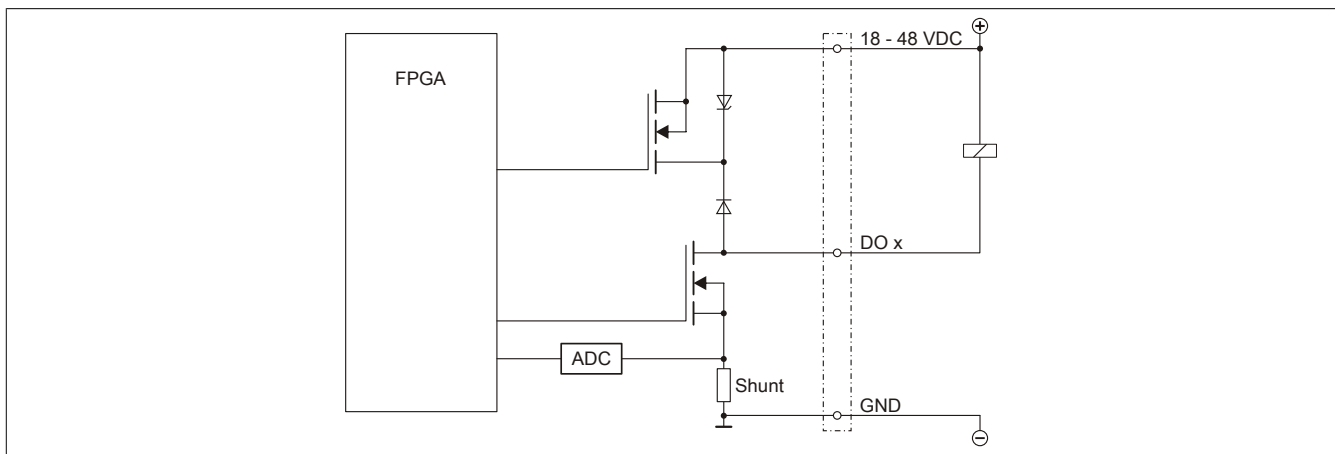 18 - 48 VDC
FPGA
DO x
ADC
Shunt
GND